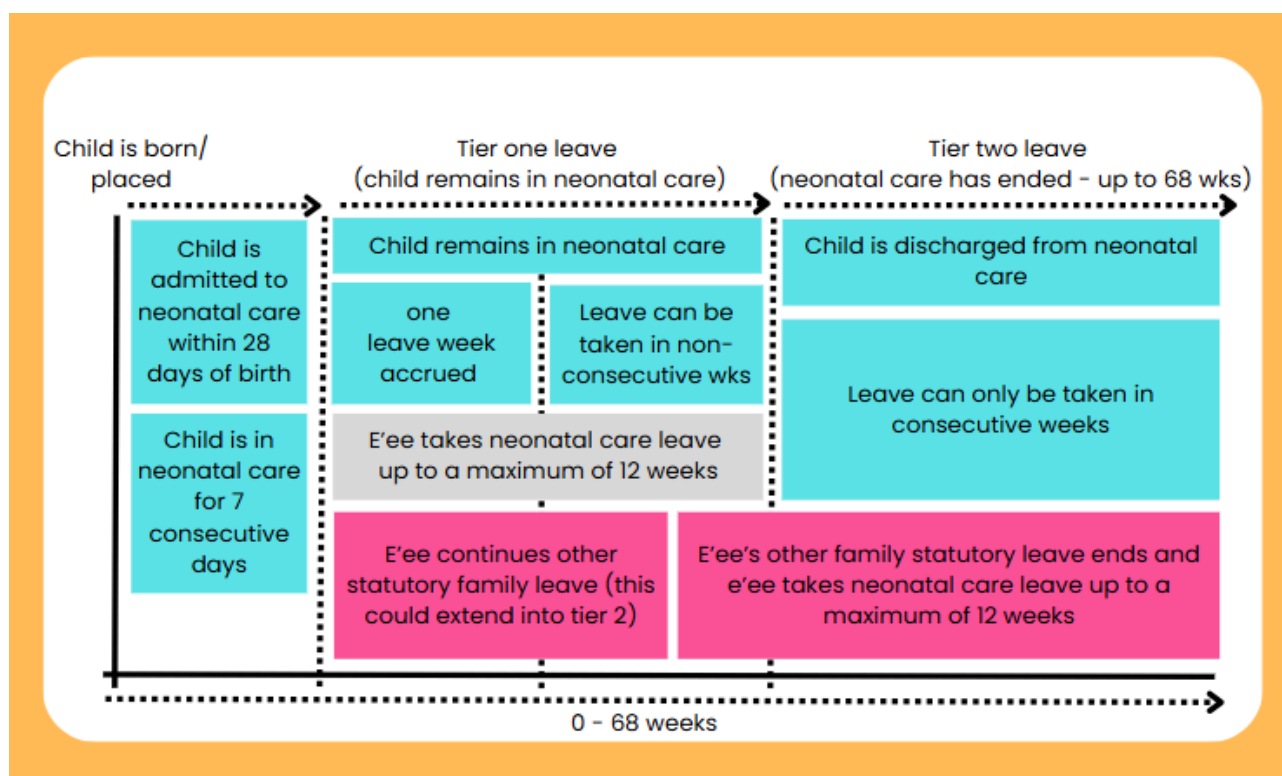 Child is born/
placed
Tier one leave
(child remains in neonatal care)
Tier two leave
(neonatal care has ended - up to 68 wks)
Child is
admitted to
neonatal care
within 28
days of birth
Child is in
neonatal care
for 7
consecutive
days
Child remains in neonatal care
one
leave week
accrued
Leave can be
taken in non-
consecutive wks
E'ee takes neonatal care leave
up to a maximum of 12 weeks
E'ee continues other
statutory family leave (this
could extend into tier 2)
Child is discharged from neonatal
care
Leave can only be taken in
consecutive weeks
E'ee's other family statutory leave ends and
e'ee takes neonatal care leave up to a
maximum of 12 weeks
0 - 68 weeks